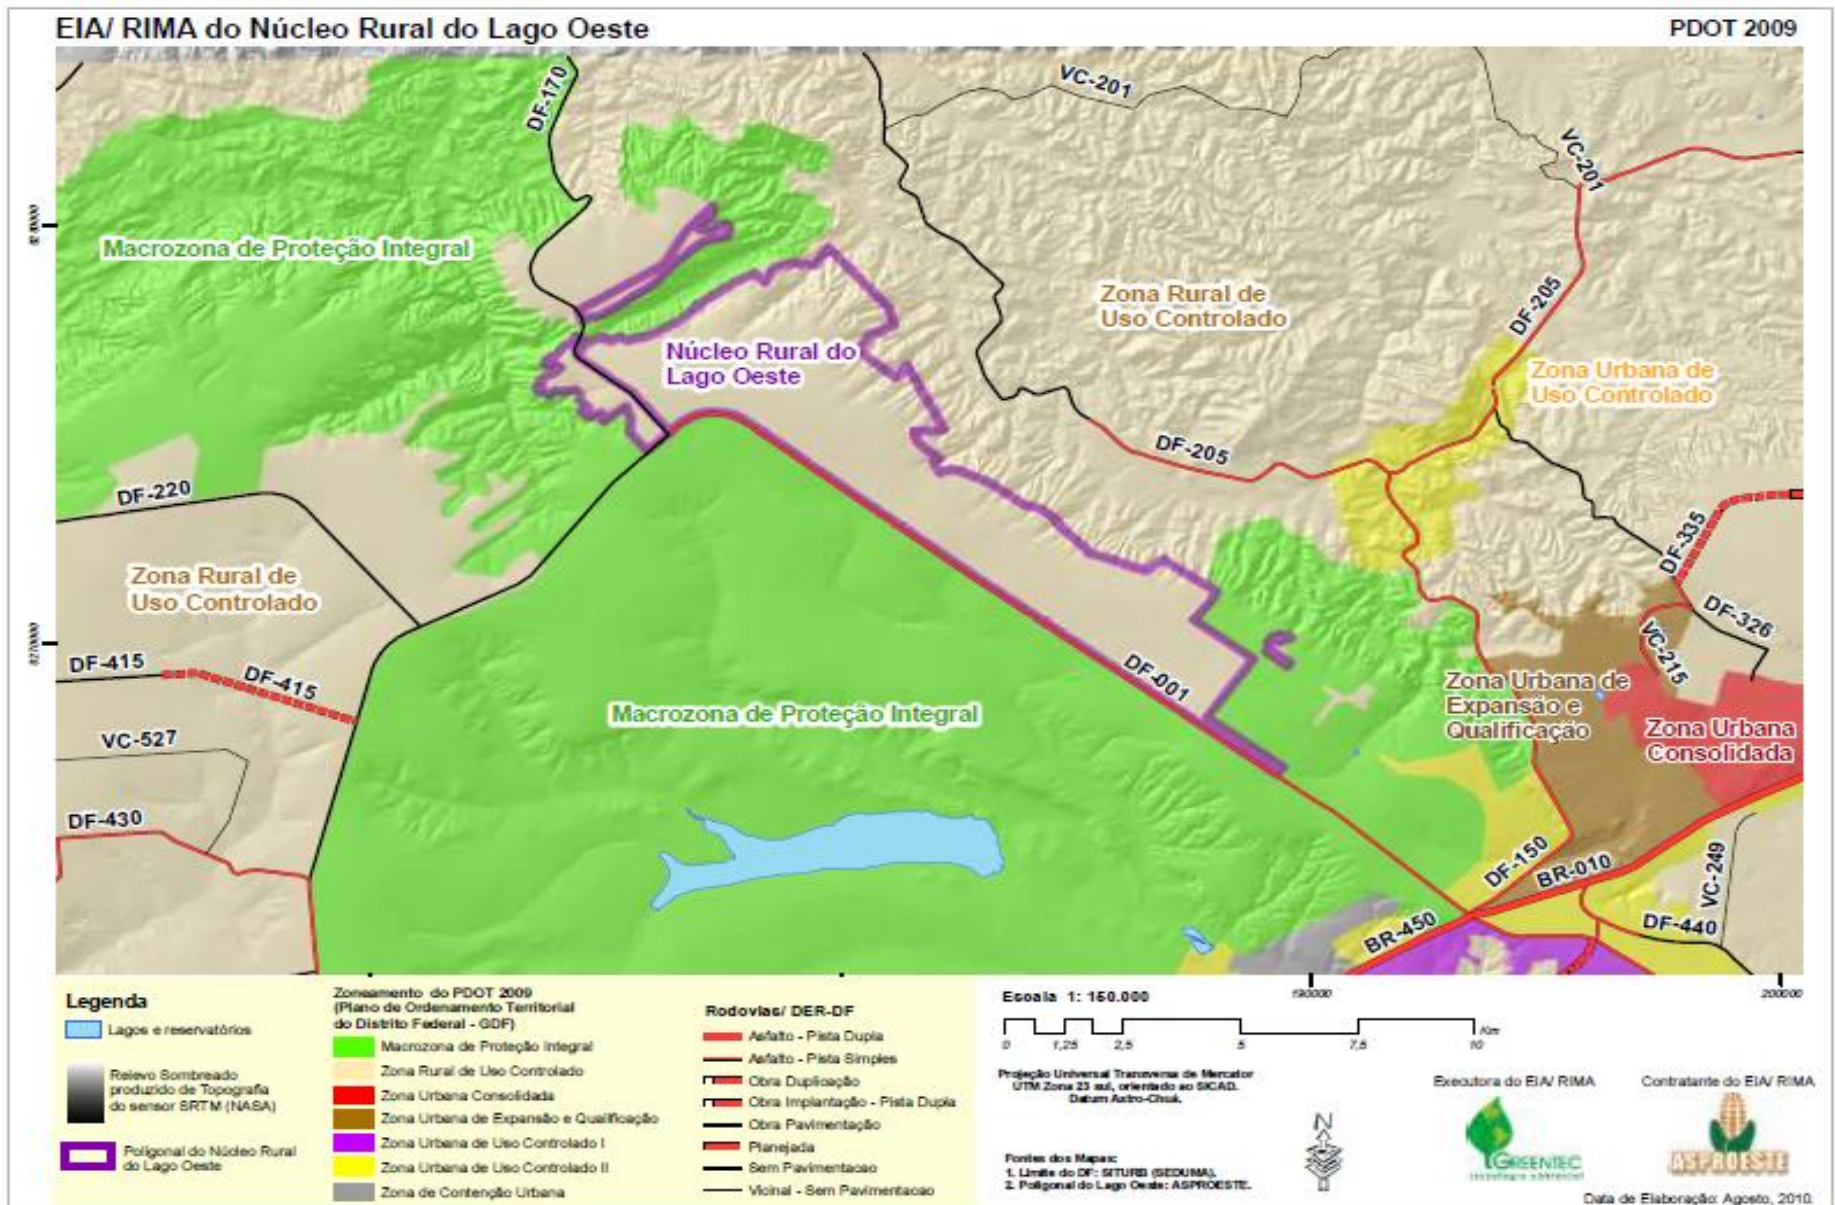 EIA/ RIMA do Núcleo Rural do Lago Oeste
PDOT 2009
DF-170
VC-201
VC-201
Macrozona de Proteção Integral
Zona Rural de
Uso Controlado
DF-205
Núcleo Rural do
Lago Oeste
Zona Urbana de
Uso Controlado
DF-205
DF-220
DF-335
Zona Rural de
Uso Controlado
DF-326
VC-215
DF-415
DF-415
DF-001
Zona Urbana de
Expansão e
Qualificação
Macrozona de Proteção Integral
Zona Urbana
Consolidada
VC-527
DF-430
DF-150
BR-010
VC-249
BR-450
DF-440
190000
200000
Legenda
Lagos e reservatórios
Relevo Sombreado
produzido de Topografia
do sensor SRTM (NASA)
Poligonal do Núcleo Rural
do Lago Oeste
Zoneamento do PDOT 2009
(Plano de Ordenamento Territorial
do Distrito Federal - GDF)
Macrozona de Proteção Integral
Zona Rural de Uso Controlado
Zona Urbana Consolidada
Zona Urbana de Expansão e Qualificação
Zona Urbana de Uso Controlado I
Zona Urbana de Uso Controlado II
Zona de Contenção Urbana
Rodovias/ DER-DF
Asfalto - Pista Dupla
Asfalto - Pista Simples
Obra Duplicação
Obra Implantação - Pista Dupla
Obra Pavimentação
Planejada
Sem Pavimentacao
Vicinal - Sem Pavimentacao
Escala 1: 150.000
0 1,25 2,5 5 7,5 10 Km
Projeção Universal Transversa de Mercator
UTM Zona 23 sul, orientado ao SICAD.
Datum Astro-Chuá.
Fontes dos Mapas:
1. Limite do DF: SITURB (SEDUMA).
2. Poligonal do Lago Oeste: ASPROESTE.
N
Executora do EIA/ RIMA
GREENTEC
Contratante do EIA/ RIMA
ASPROESTE
Data de Elaboração: Agosto, 2010.